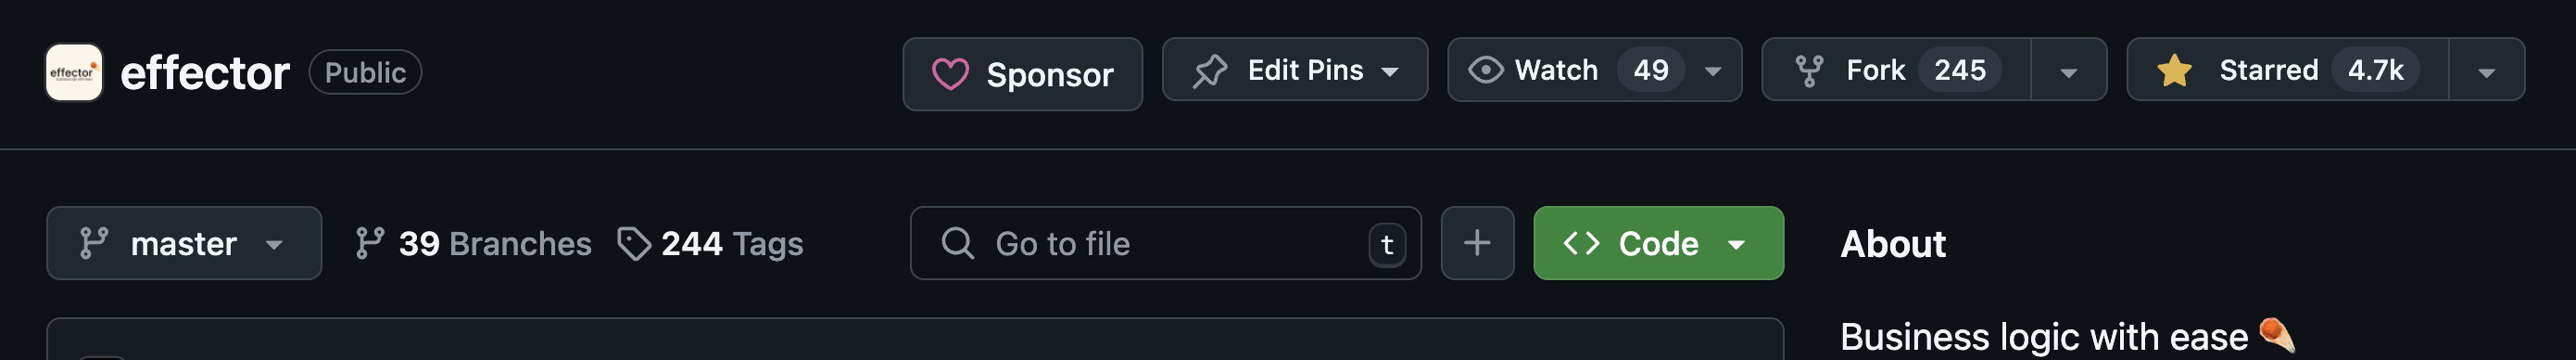 effector effector Public Sponsor Edit Pins Watch 49 Fork 245 Starred 4.7k
master 39 Branches 244 Tags Go to file t Code About
Business logic with ease